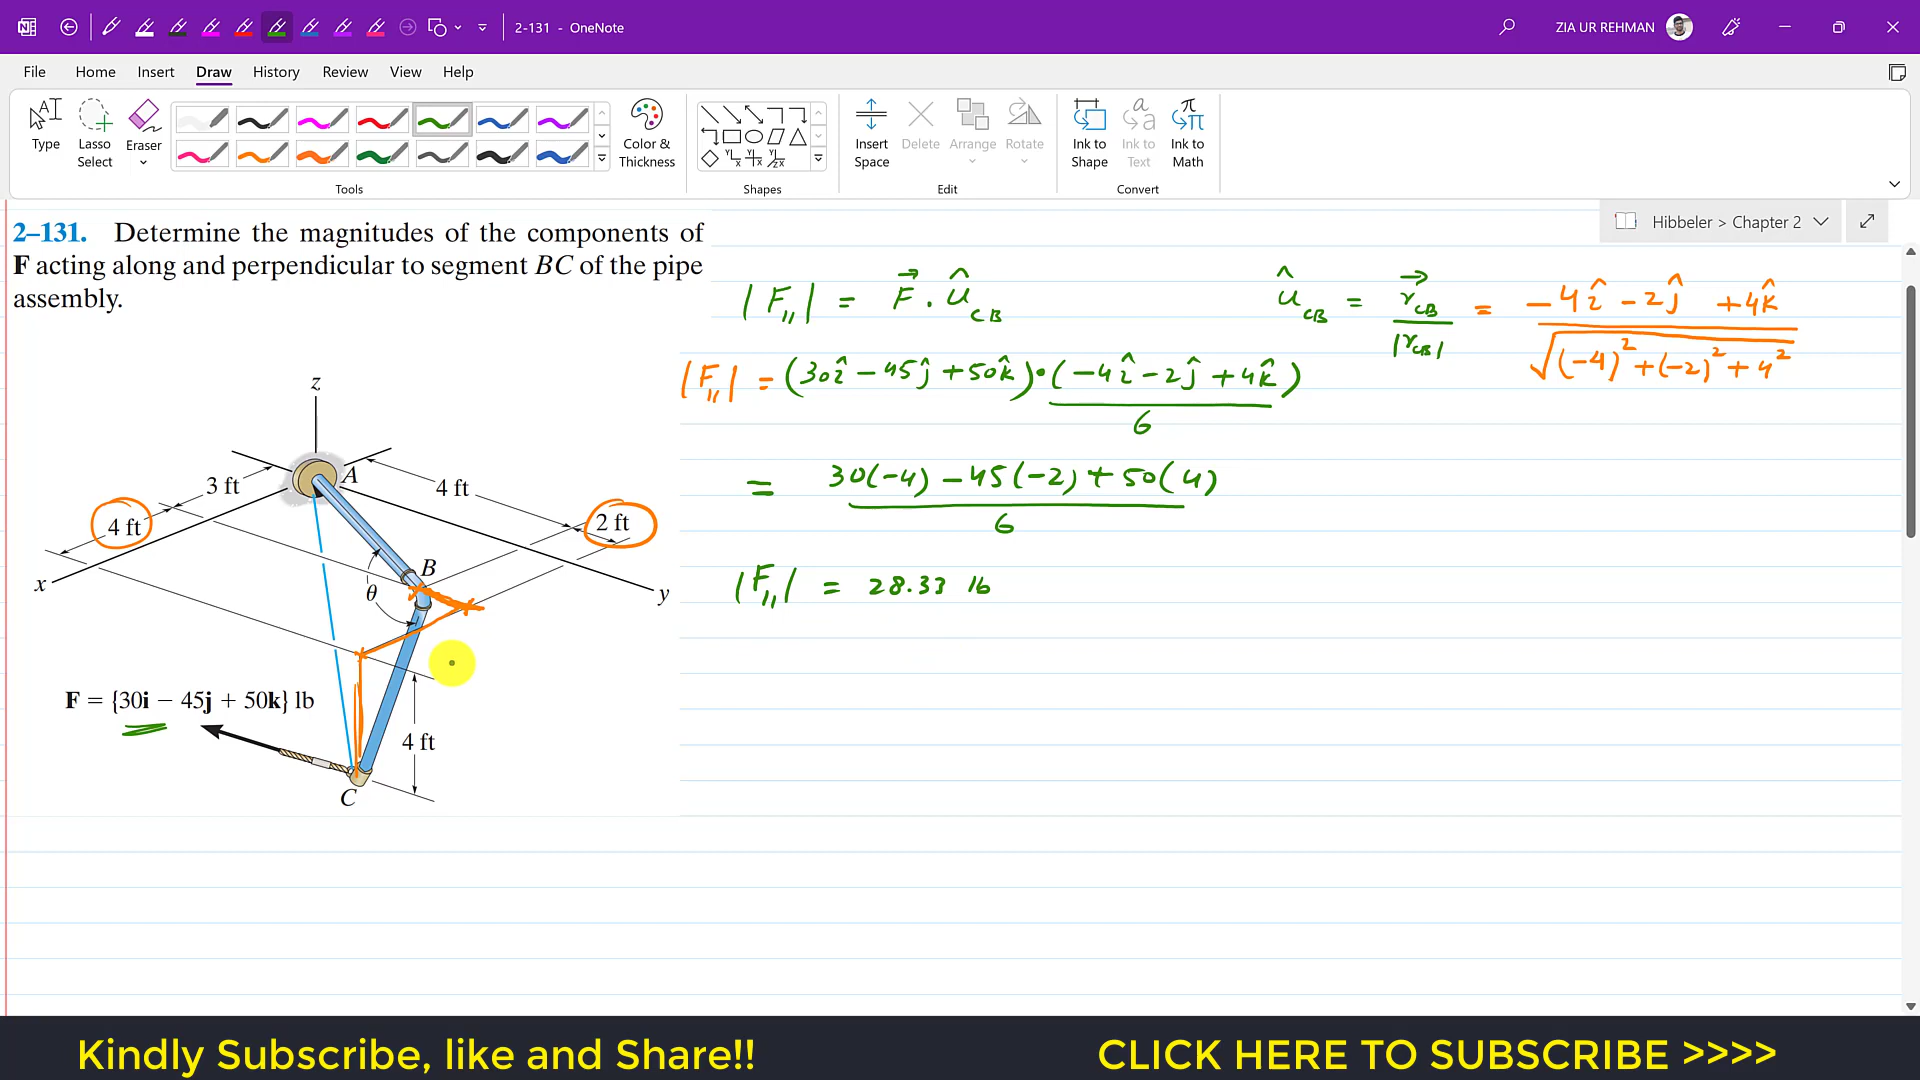 2-131 - OneNote
ZIA UR REHMAN
File Home Insert Draw History Review View Help
Type
Lasso Select
Eraser
Color & Thickness
Insert Space
Delete
Arrange
Rotate
Ink to Shape
Ink to Text
Ink to Math
Tools
Shapes
Edit
Convert
Hibbeler > Chapter 2
2–131. Determine the magnitudes of the components of
F acting along and perpendicular to segment BC of the pipe
assembly.
|F,,| = F⃗ . û CB
û CB = r⃗CB / |rCB| = -4î - 2ĵ + 4k̂ / √(-4)² + (-2)² + 4²
|F,,| = (30î - 45ĵ + 50k̂) • (-4î - 2ĵ + 4k̂) / 6
= 30(-4) - 45(-2) + 50(4) / 6
|F,,| = 28.33 lb
z
A
3 ft
4 ft
4 ft
2 ft
B
x
θ
y
F = {30i − 45j + 50k} lb
4 ft
C
Kindly Subscribe, like and Share!!
CLICK HERE TO SUBSCRIBE >>>>